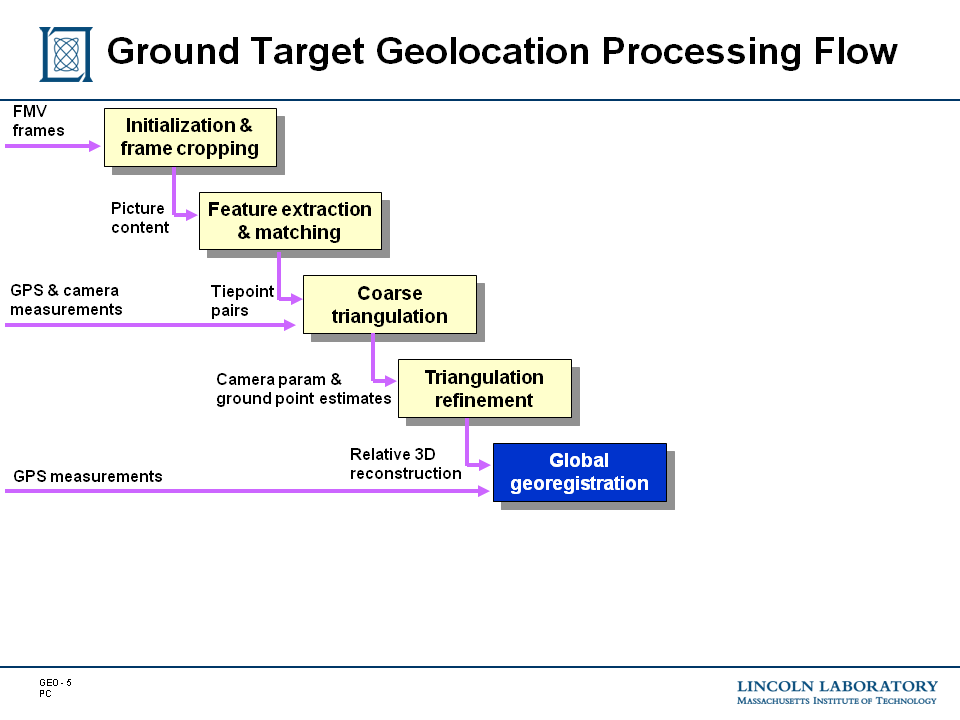 Ground Target Geolocation Processing Flow
FMV
frames
Initialization &
frame cropping
Picture
content
Feature extraction
& matching
GPS & camera
measurements
Tiepoint
pairs
Coarse
triangulation
Camera param &
ground point estimates
Triangulation
refinement
Relative 3D
reconstruction
GPS measurements
Global
georegistration
GEO - 5
PC
LINCOLN LABORATORY
MASSACHUSETTS INSTITUTE OF TECHNOLOGY